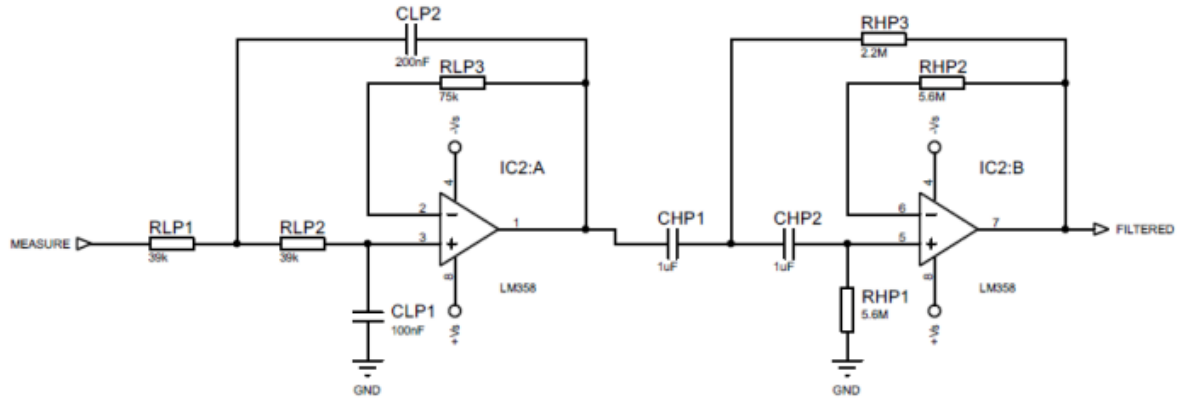 CLP2
200nF
RLP3
75k
-Vs
4
IC2:A
2
3
1
8
LM358
+Vs
MEASURE
RLP1
39k
RLP2
39k
CLP1
100nF
GND
RHP3
2.2M
RHP2
5.6M
-Vs
4
IC2:B
6
5
7
8
LM358
+Vs
CHP1
1uF
CHP2
1uF
RHP1
5.6M
GND
FILTERED